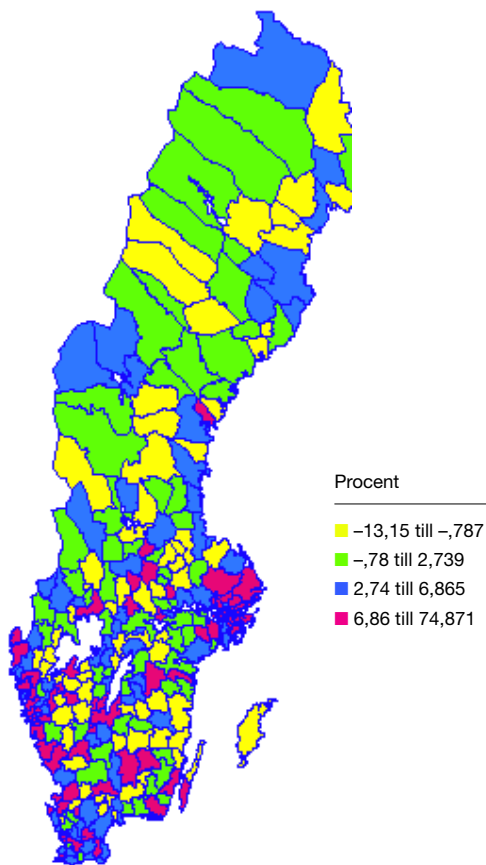 Procent
–13,15 till –,787
–,78 till 2,739
2,74 till 6,865
6,86 till 74,871